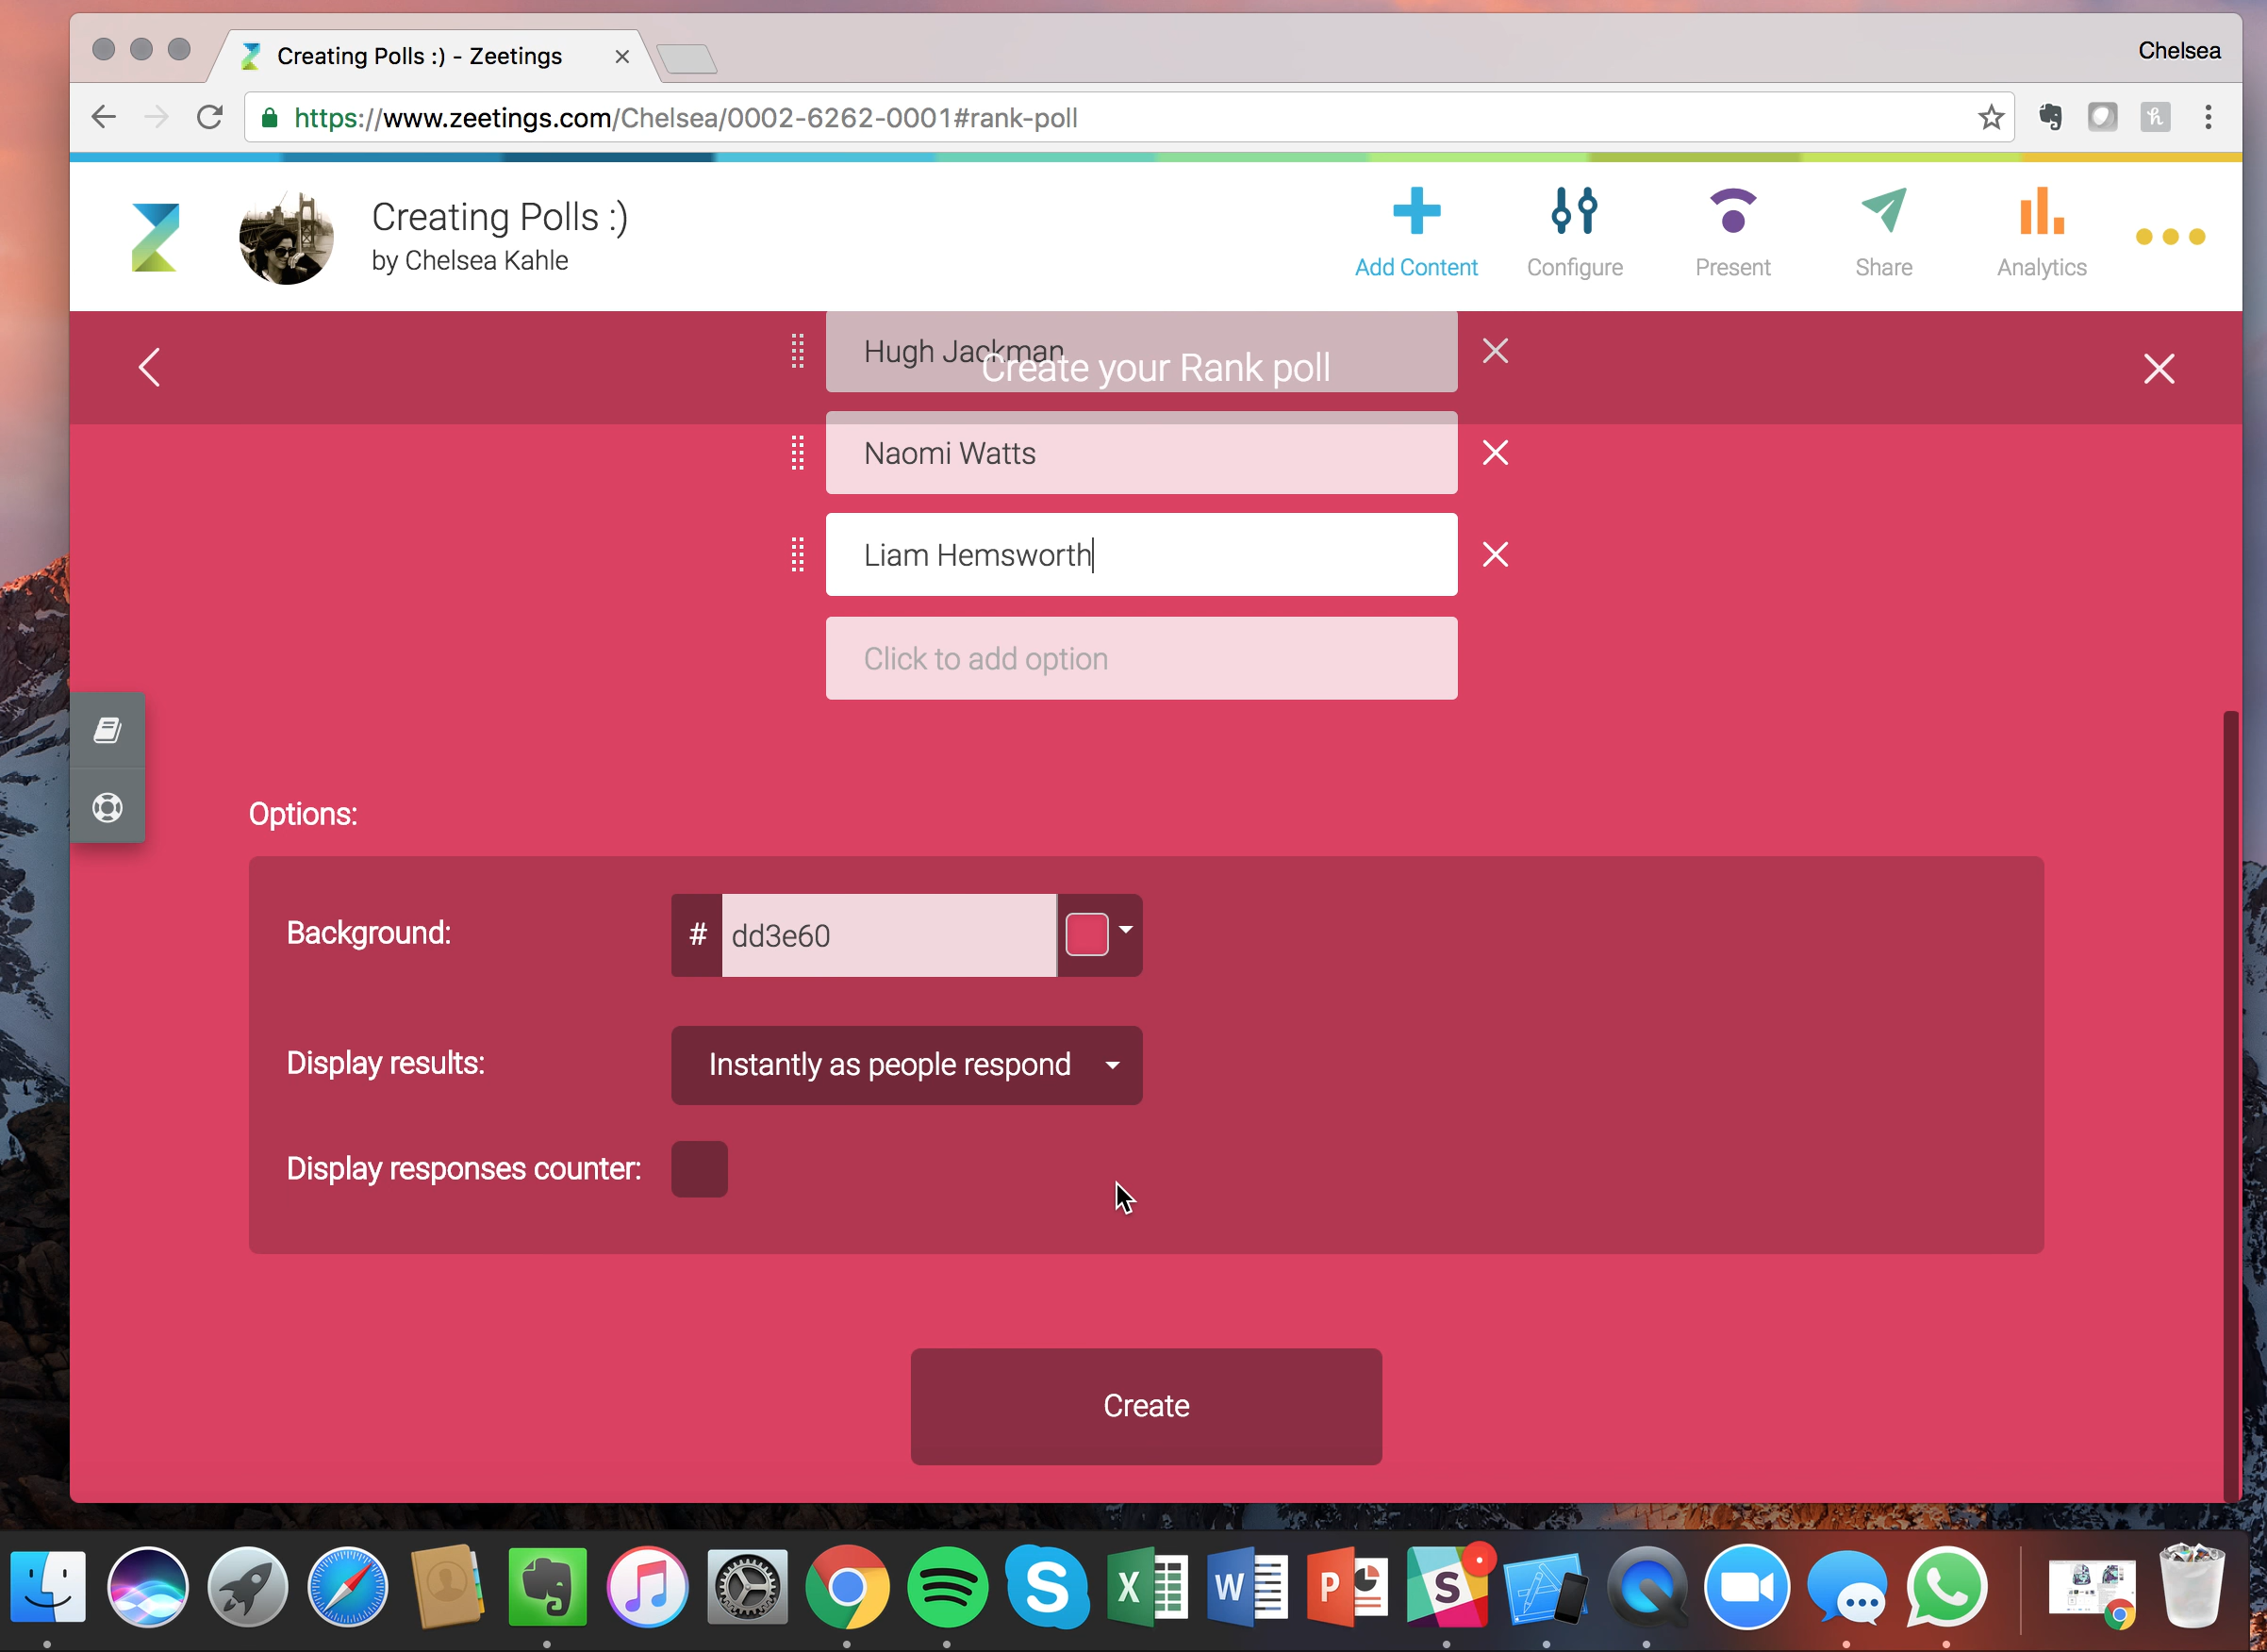 Creating Polls :) - Zeetings
Chelsea
https://www.zeetings.com/Chelsea/0002-6262-0001#rank-poll
Creating Polls :)
by Chelsea Kahle
Add Content
Configure
Present
Share
Analytics
Hugh Jackman
Create your Rank poll
Naomi Watts
Liam Hemsworth
Click to add option
Options:
Background:
# dd3e60
Display results:
Instantly as people respond
Display responses counter:
Create